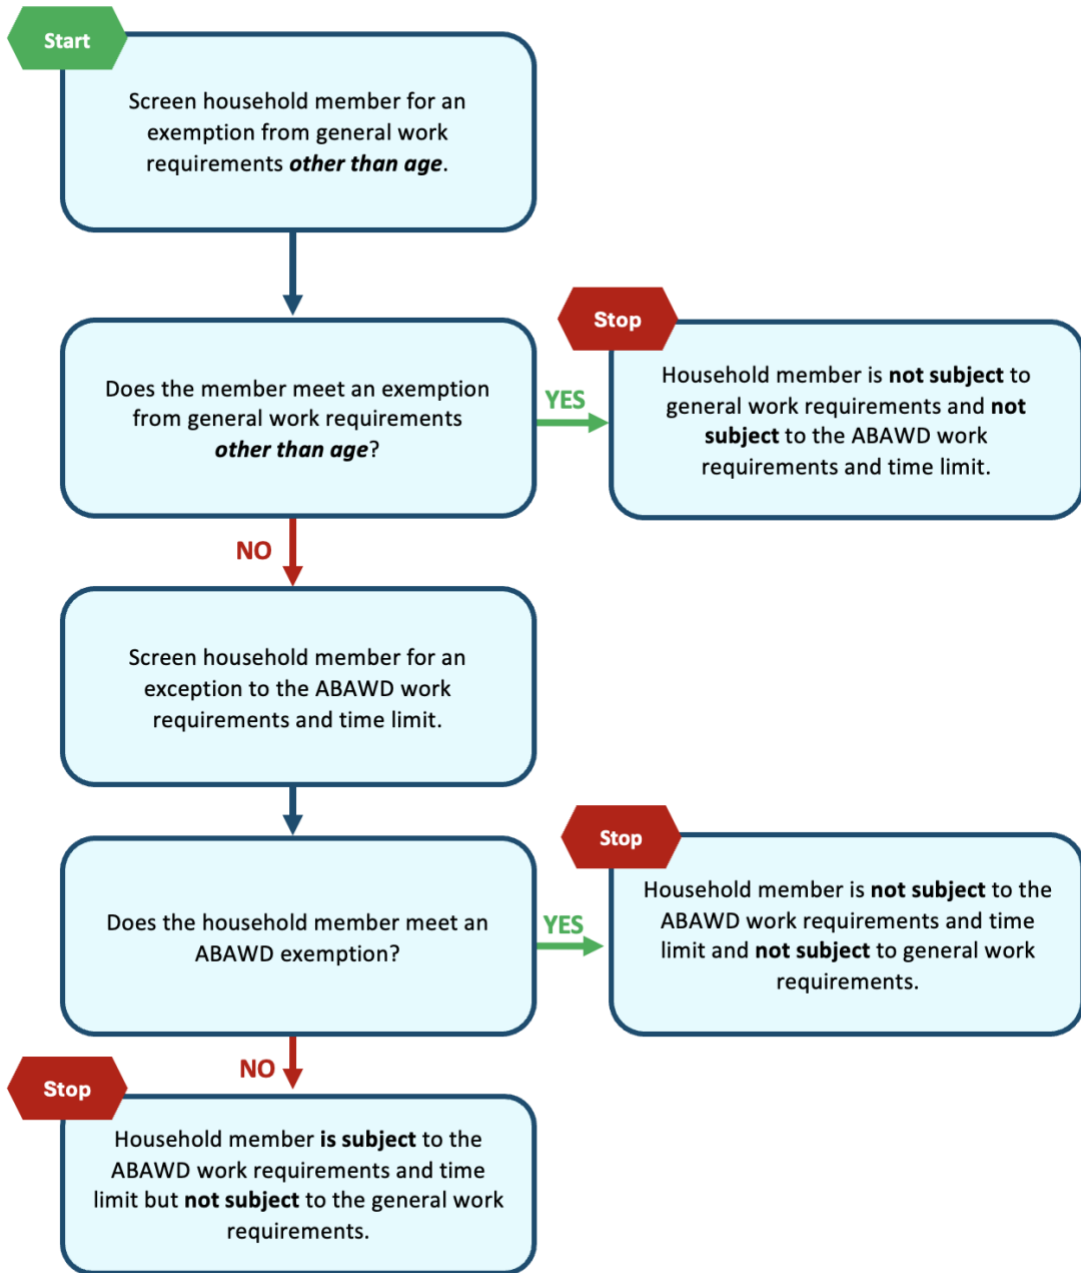 Start
Screen household member for an
exemption from general work
requirements other than age.
Does the member meet an exemption
from general work requirements
other than age?
YES
Stop
Household member is not subject to
general work requirements and not
subject to the ABAWD work
requirements and time limit.
NO
Screen household member for an
exception to the ABAWD work
requirements and time limit.
Does the household member meet an
ABAWD exemption?
YES
Stop
Household member is not subject to the
ABAWD work requirements and time
limit and not subject to general work
requirements.
NO
Stop
Household member is subject to the
ABAWD work requirements and time
limit but not subject to the general work
requirements.